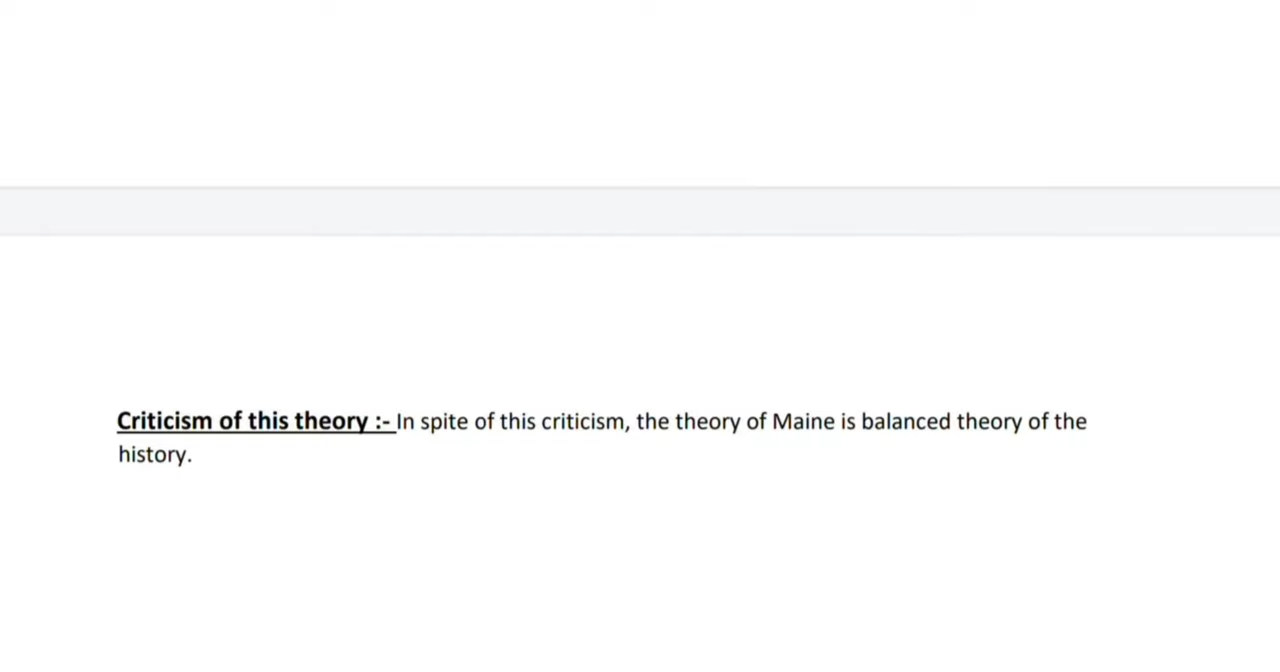 Criticism of this theory :- In spite of this criticism, the theory of Maine is balanced theory of the
history.